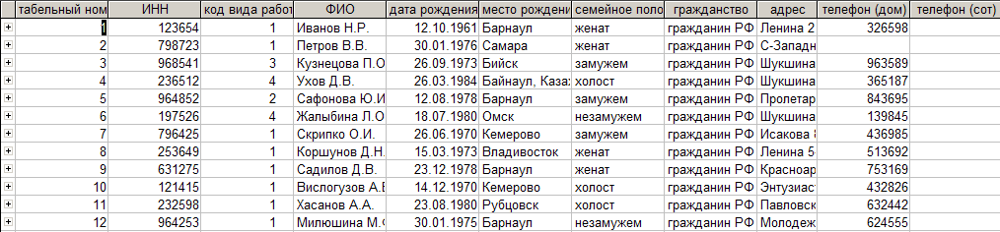 табельный ном ИНН код вида работ ФИО дата рождения место рождени семейное поло гражданство адрес телефон (дом) телефон (сот)
1 123654 1 Иванов Н.Р. 12.10.1961 Барнаул женат гражданин РФ Ленина 2 326598
2 798723 1 Петров В.В. 30.01.1976 Самара женат гражданин РФ С-Западн
3 968541 3 Кузнецова П.О 26.09.1973 Бийск замужем гражданин РФ Шукшина 963589
4 236512 4 Ухов Д.В. 26.03.1984 Байнаул, Казах холост гражданин РФ Шукшина 365187
5 964852 2 Сафонова Ю.И 12.08.1978 Барнаул замужем гражданин РФ Пролетар 843695
6 197526 4 Жалыбина Л.О 18.07.1980 Омск незамужем гражданин РФ Шукшина 139845
7 796425 1 Скрипко О.И. 26.06.1970 Кемерово замужем гражданин РФ Исакова 436985
8 253649 1 Коршунов Д.Н. 15.03.1973 Владивосток женат гражданин РФ Ленина 5 513692
9 631275 1 Садилов Д.В. 23.12.1978 Барнаул женат гражданин РФ Красноар 753169
10 121415 1 Вислогузов А.Е 14.12.1970 Кемерово холост гражданин РФ Энтузиас 432826
11 232598 1 Хасанов А.А. 23.08.1980 Рубцовск холост гражданин РФ Павловск 632442
12 964253 1 Милюшина М.Ф 30.01.1975 Барнаул незамужем гражданин РФ Молодеж 624555